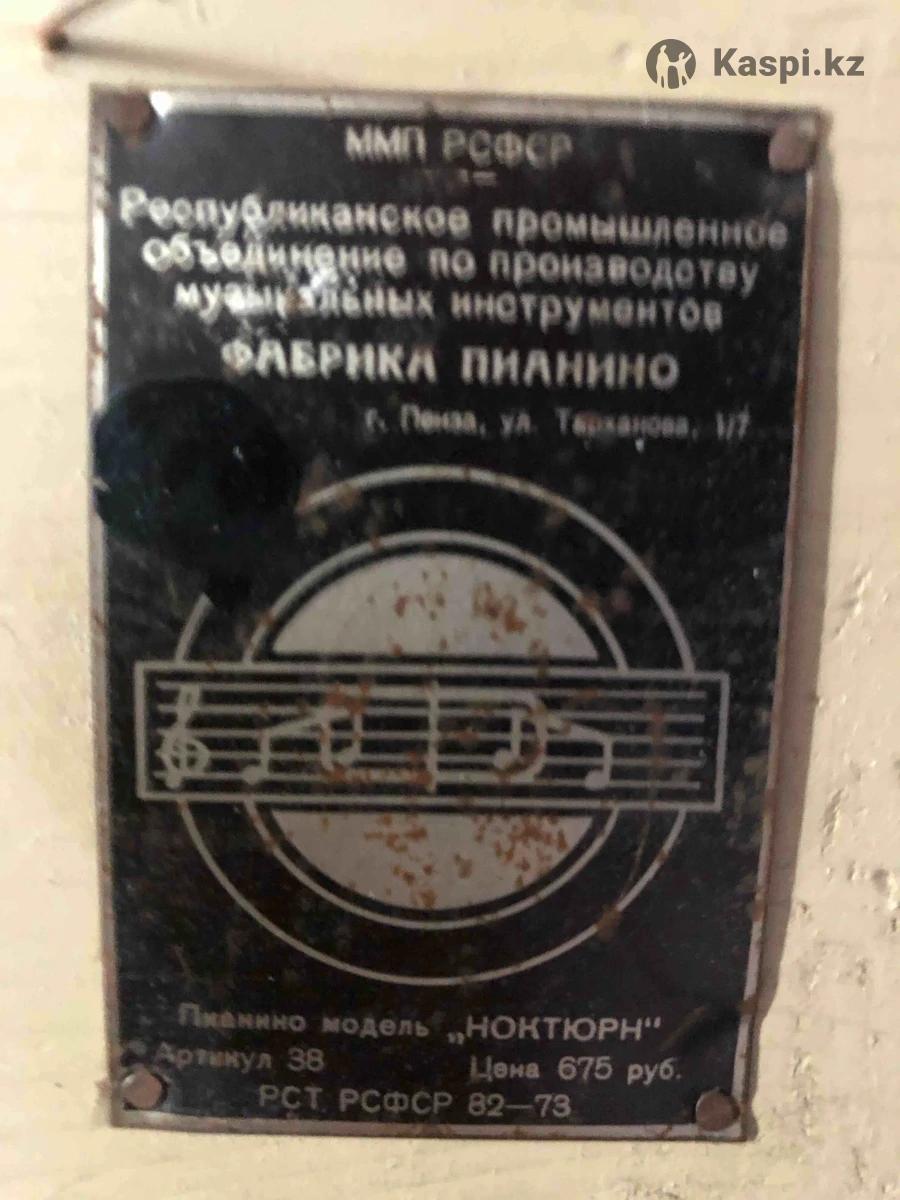 Kaspi.kz
ММП РСФСР
Республиканское промышленное
объединение по производству
музыкальных инструментов
ФАБРИКА ПИАНИНО
г. Пенза, ул. Тарханова, 1/7
Пианино модель „НОКТЮРН"
Артикул 38 Цена 675 руб.
РСТ РСФСР 82—73